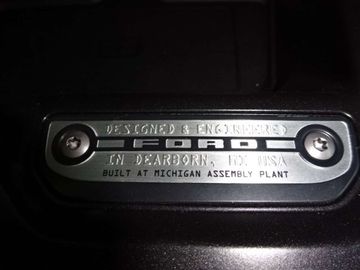 DESIGNED & ENGINEERED
FORD
IN DEARBORN, MI USA
BUILT AT MICHIGAN ASSEMBLY PLANT